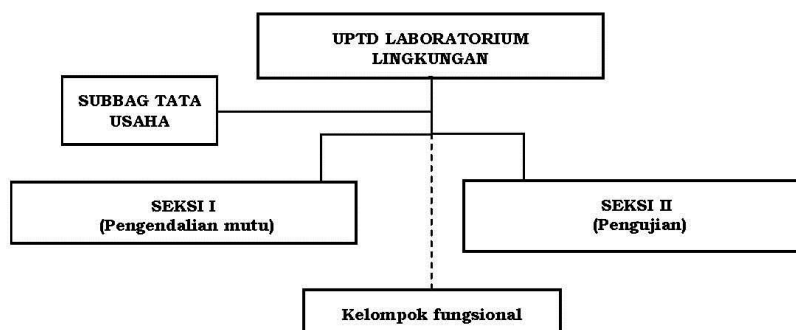 UPTD LABORATORIUM
LINGKUNGAN
SUBBAG TATA
USAHA
SEKSI I
(Pengendalian mutu)
SEKSI II
(Pengujian)
Kelompok fungsional